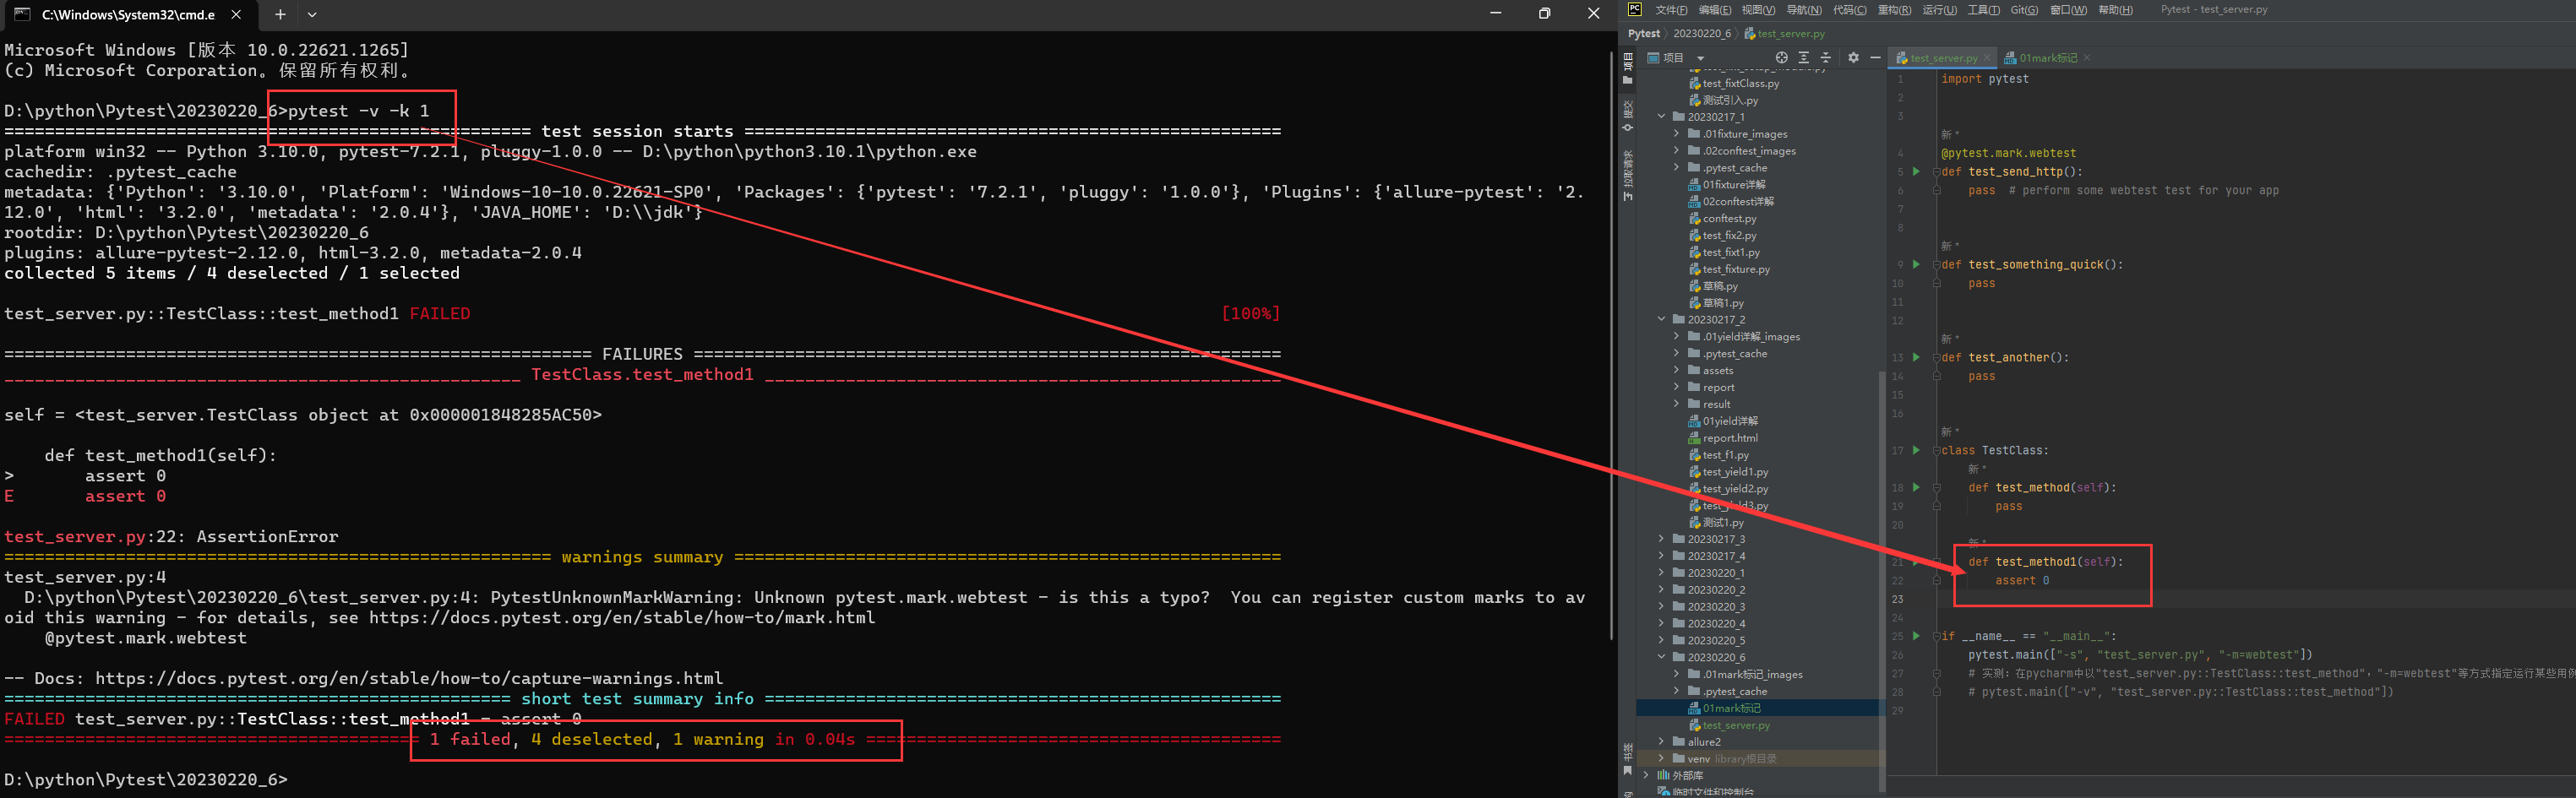 C:\Windows\System32\cmd.e
Microsoft Windows [版本 10.0.22621.1265]
(c) Microsoft Corporation。保留所有权利。
D:\python\Pytest\20230220_6>pytest -v -k 1
============ test session starts ============
platform win32 -- Python 3.10.0, pytest-7.2.1, pluggy-1.0.0 -- D:\python\python3.10.1\python.exe
cachedir: .pytest_cache
metadata: {'Python': '3.10.0', 'Platform': 'Windows-10-10.0.22621-SP0', 'Packages': {'pytest': '7.2.1', 'pluggy': '1.0.0'}, 'Plugins': {'allure-pytest': '2.
12.0', 'html': '3.2.0', 'metadata': '2.0.4'}, 'JAVA_HOME': 'D:\\jdk'}
rootdir: D:\python\Pytest\20230220_6
plugins: allure-pytest-2.12.0, html-3.2.0, metadata-2.0.4
collected 5 items / 4 deselected / 1 selected
test_server.py::TestClass::test_method1 FAILED [100%]
============ FAILURES ============
____________ TestClass.test_method1 ____________
self = <test_server.TestClass object at 0x000001848285AC50>
def test_method1(self):
> assert 0
E assert 0
test_server.py:22: AssertionError
============ warnings summary ============
test_server.py:4
D:\python\Pytest\20230220_6\test_server.py:4: PytestUnknownMarkWarning: Unknown pytest.mark.webtest - is this a typo?  You can register custom marks to av
oid this warning - for details, see https://docs.pytest.org/en/stable/how-to/mark.html
@pytest.mark.webtest
-- Docs: https://docs.pytest.org/en/stable/how-to/capture-warnings.html
============ short test summary info ============
FAILED test_server.py::TestClass::test_method1 - assert 0
============ 1 failed, 4 deselected, 1 warning in 0.04s ============
D:\python\Pytest\20230220_6>
PC 文件(F) 编辑(E) 视图(V) 导航(N) 代码(C) 重构(R) 运行(U) 工具(T) Git(G) 窗口(W) 帮助(H) Pytest - test_server.py
Pytest 20230220_6 test_server.py
项目
提交
拉取请求
书签
项目
test_fixtClass.py
测试引入.py
20230217_1
.01fixture_images
.02conftest_images
.pytest_cache
01fixture详解
02conftest详解
conftest.py
test_fix2.py
test_fixt1.py
test_fixture.py
草稿.py
草稿1.py
20230217_2
.01yield详解_images
.pytest_cache
assets
report
result
01yield详解
report.html
test_f1.py
test_yield1.py
test_yield2.py
test_yield3.py
测试1.py
20230217_3
20230217_4
20230220_1
20230220_2
20230220_3
20230220_4
20230220_5
20230220_6
.01mark标记_images
.pytest_cache
01mark标记
test_server.py
allure2
venv library根目录
外部库
临时文件和控制台
test_server.py 01mark标记
1 import pytest
2
3
新 *
4 @pytest.mark.webtest
5 def test_send_http():
6 pass  # perform some webtest test for your app
7
8
新 *
9 def test_something_quick():
10 pass
11
12
新 *
13 def test_another():
14 pass
15
16
新 *
17 class TestClass:
新 *
18 def test_method(self):
19 pass
20
新 *
21 def test_method1(self):
22 assert 0
23
24
25 if __name__ == "__main__":
26 pytest.main(["-s", "test_server.py", "-m=webtest"])
27 # 实测：在pycharm中以"test_server.py::TestClass::test_method"，"-m=webtest"等方式指定运行某些用例
28 # pytest.main(["-v", "test_server.py::TestClass::test_method"])
29